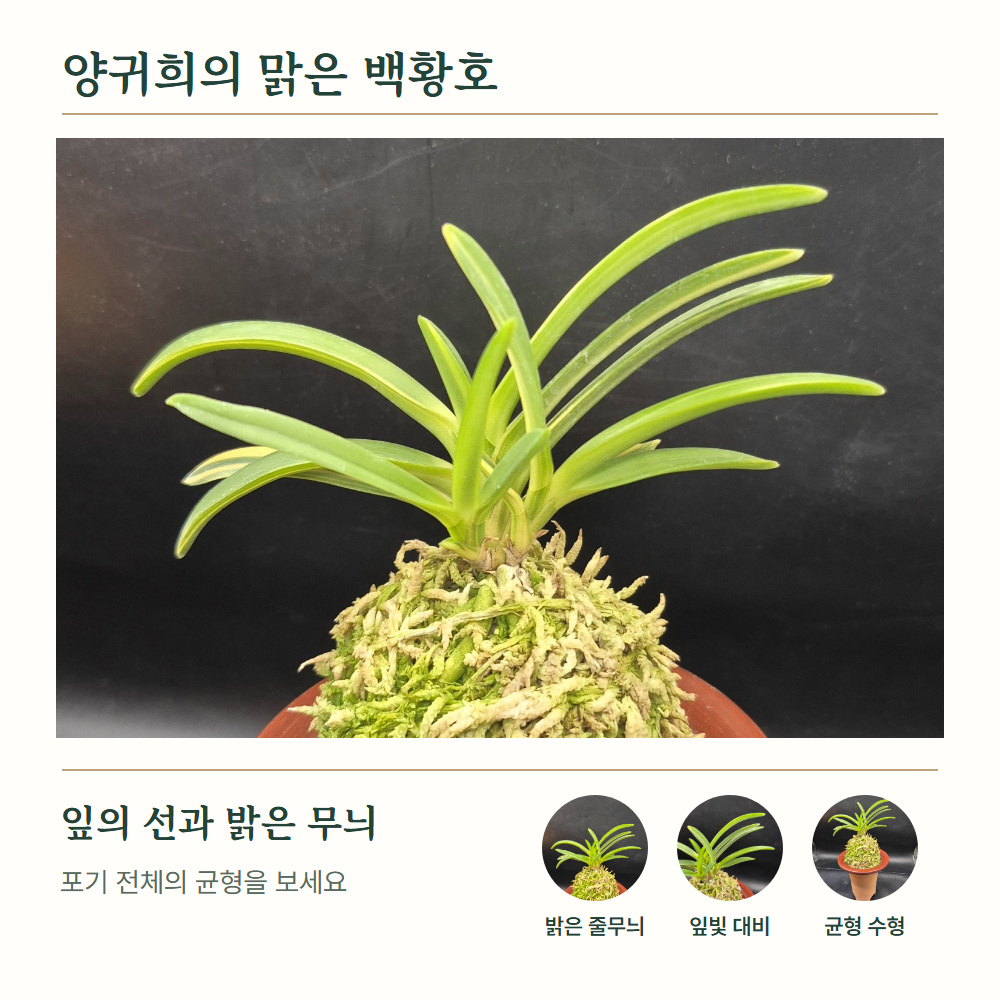 양귀희의 맑은 백황호
잎의 선과 밝은 무늬
포기 전체의 균형을 보세요
밝은 줄무늬
잎빛 대비
균형 수형